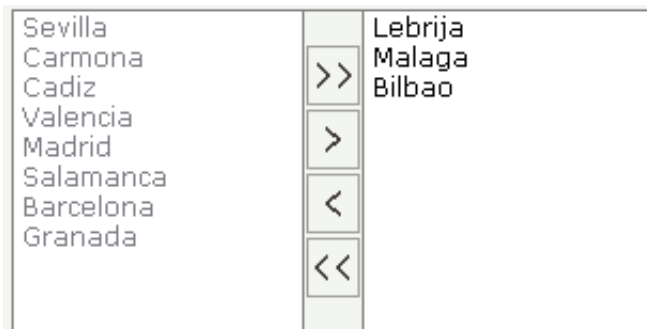 Sevilla
Carmona
Cadiz
Valencia
Madrid
Salamanca
Barcelona
Granada
>>
>
<
<<
Lebrija
Malaga
Bilbao